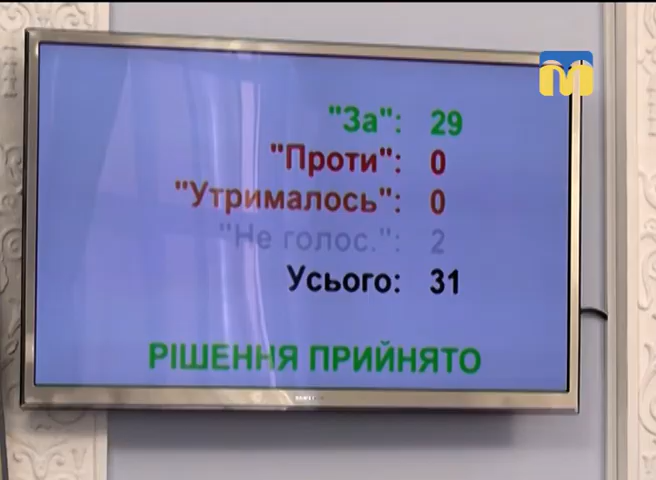 "За": 29
"Проти": 0
"Утрималось": 0
"Не голос.": 2
Усього: 31
РІШЕННЯ ПРИЙНЯТО